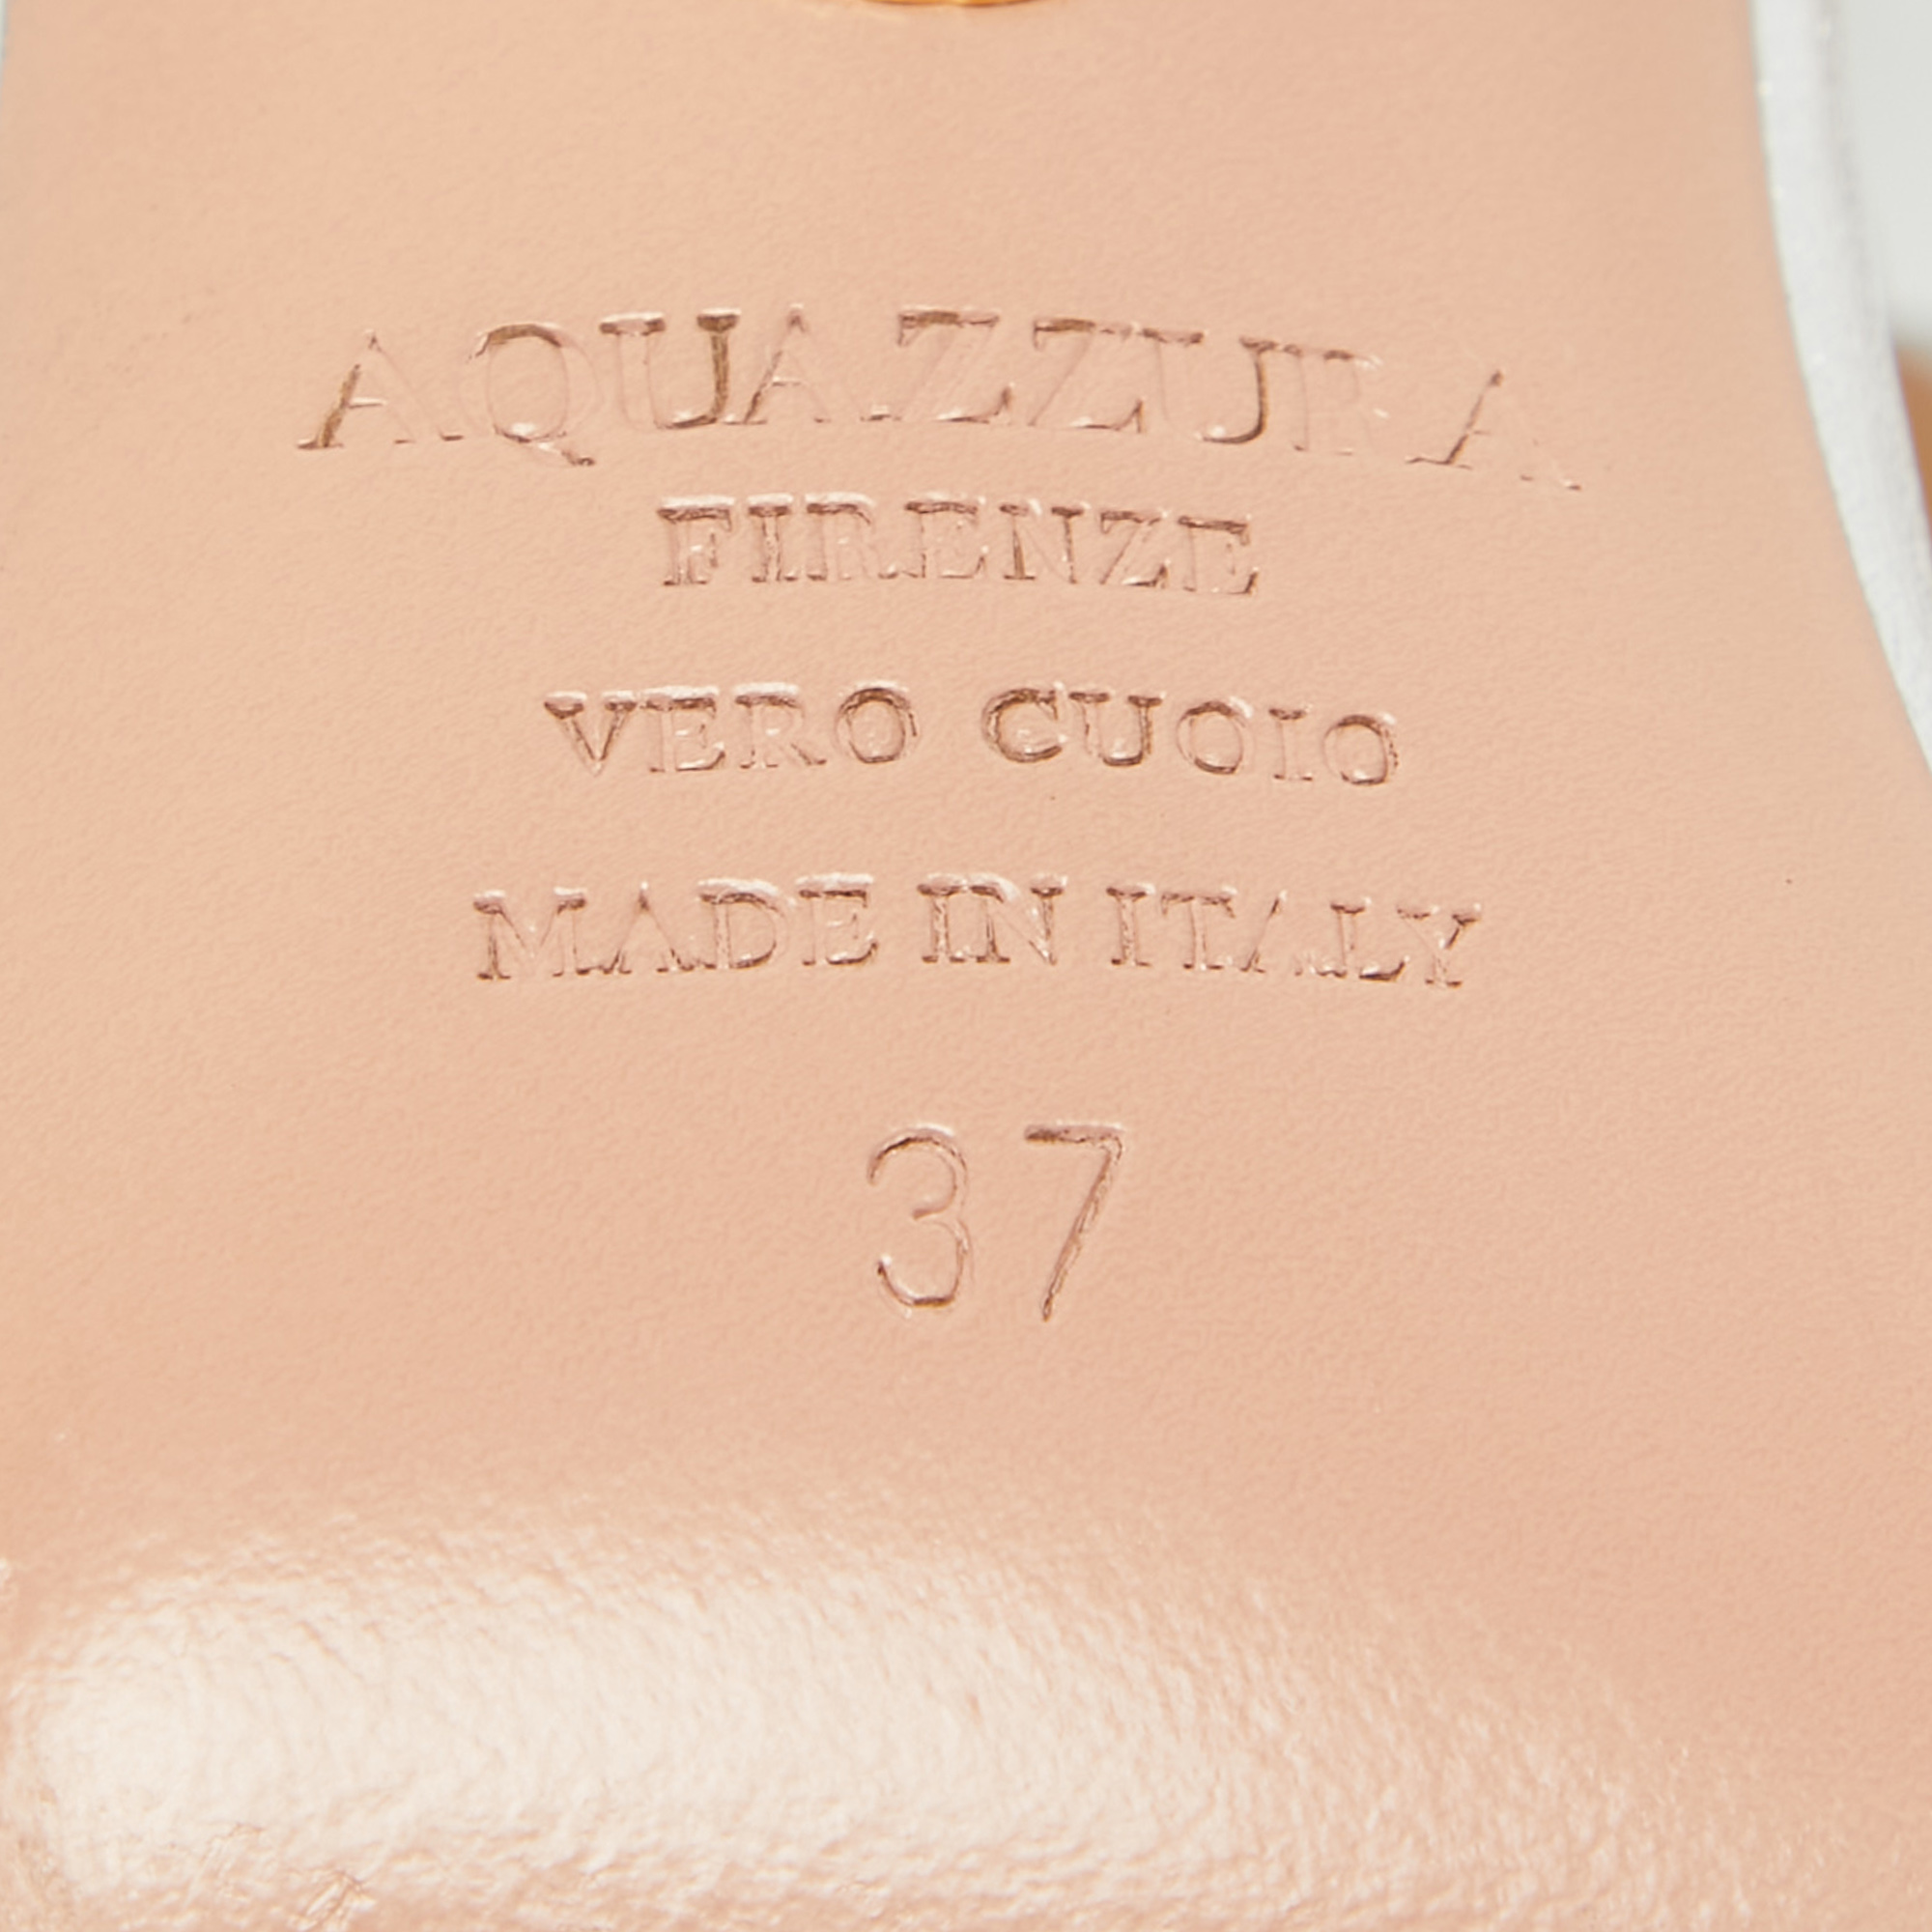 AQUAZZURA
FIRENZE
VERO CUOIO
MADE IN ITALY
37